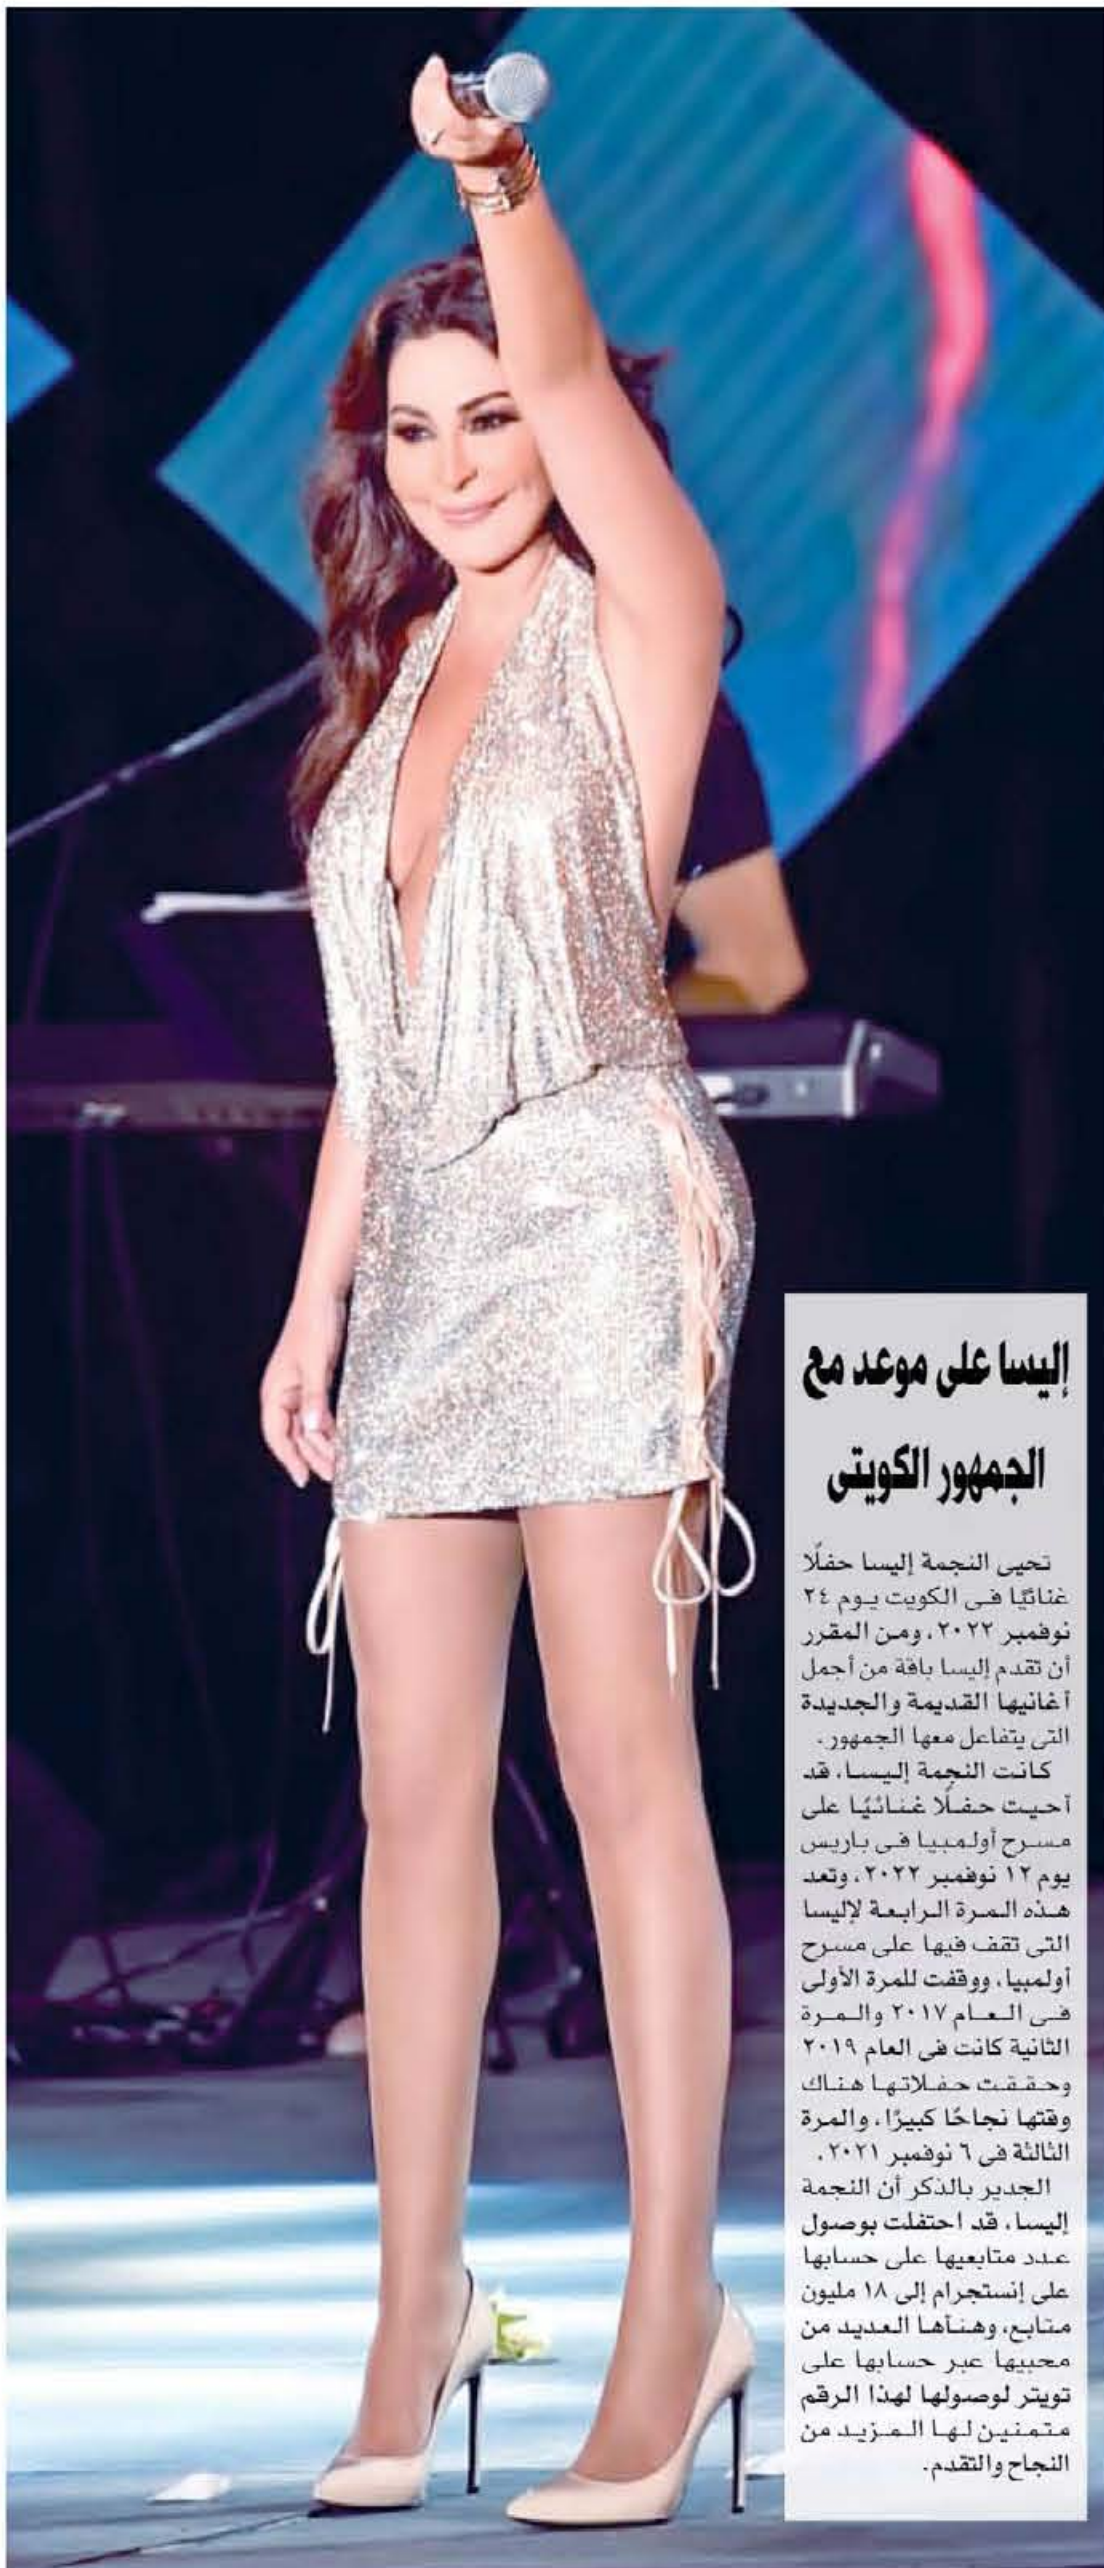 إليسا على موعد مع
الجمهور الكويتى
تحيى النجمة إليسا حفلًا
غنائيًا فى الكويت يوم ٢٤
نوفمبر ٢٠٢٢، ومن المقرر
أن تقدم إليسا باقة من أجمل
أغانيها القديمة والجديدة
التى يتفاعل معها الجمهور.
كانت النجمة إليسا، قد
أحيت حفلًا غنائيًا على
مسرح أولمبيا فى باريس
يوم ١٢ نوفمبر ٢٠٢٢، وتعد
هذه المرة الرابعة لإليسا
التى تقف فيها على مسرح
أولمبيا، ووقفت للمرة الأولى
فى العام ٢٠١٧ والمرة
الثانية كانت فى العام ٢٠١٩
وحققت حفلاتها هناك
وقتها نجاحًا كبيرًا، والمرة
الثالثة فى ٦ نوفمبر ٢٠٢١.
الجدير بالذكر أن النجمة
إليسا، قد احتفلت بوصول
عدد متابعيها على حسابها
على إنستجرام إلى ١٨ مليون
متابع، وهنأها العديد من
محبيها عبر حسابها على
تويتر لوصولها لهذا الرقم
متمنين لها المزيد من
النجاح والتقدم.